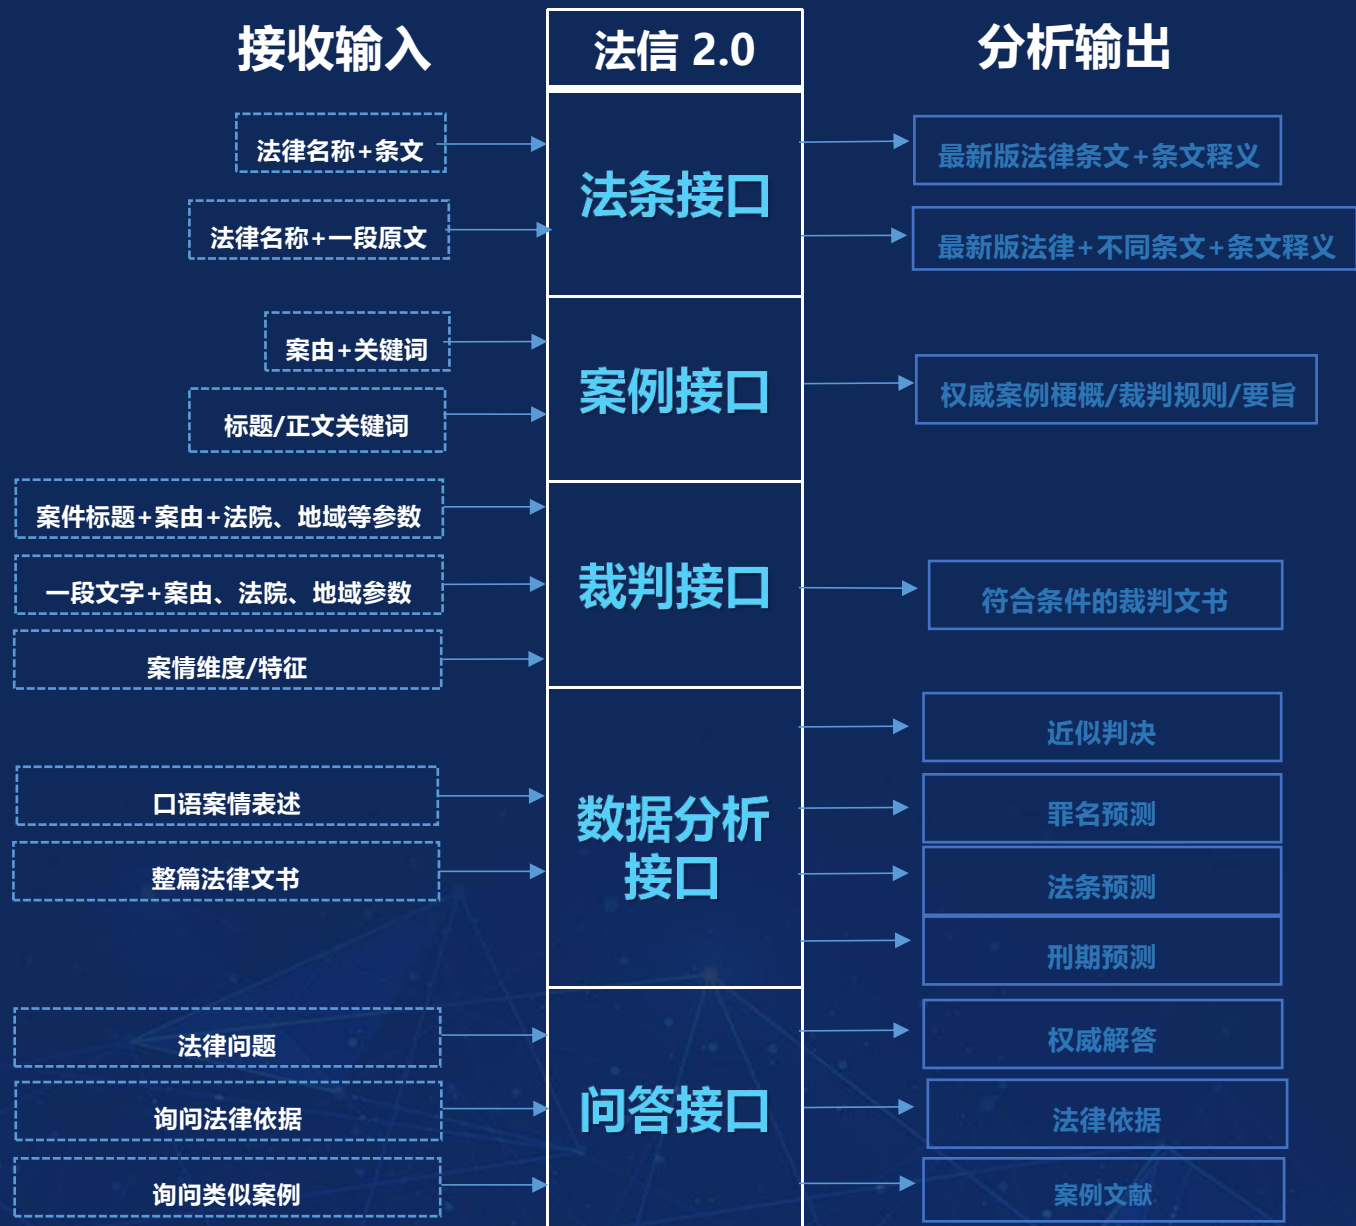 接收输入
法信 2.0
分析输出
法律名称+条文
法律名称+一段原文
法条接口
最新版法律条文+条文释义
最新版法律+不同条文+条文释义
案由+关键词
标题/正文关键词
案例接口
权威案例梗概/裁判规则/要旨
案件标题+案由+法院、地域等参数
一段文字+案由、法院、地域参数
案情维度/特征
裁判接口
符合条件的裁判文书
口语案情表述
整篇法律文书
数据分析
接口
近似判决
罪名预测
法条预测
刑期预测
法律问题
询问法律依据
询问类似案例
问答接口
权威解答
法律依据
案例文献